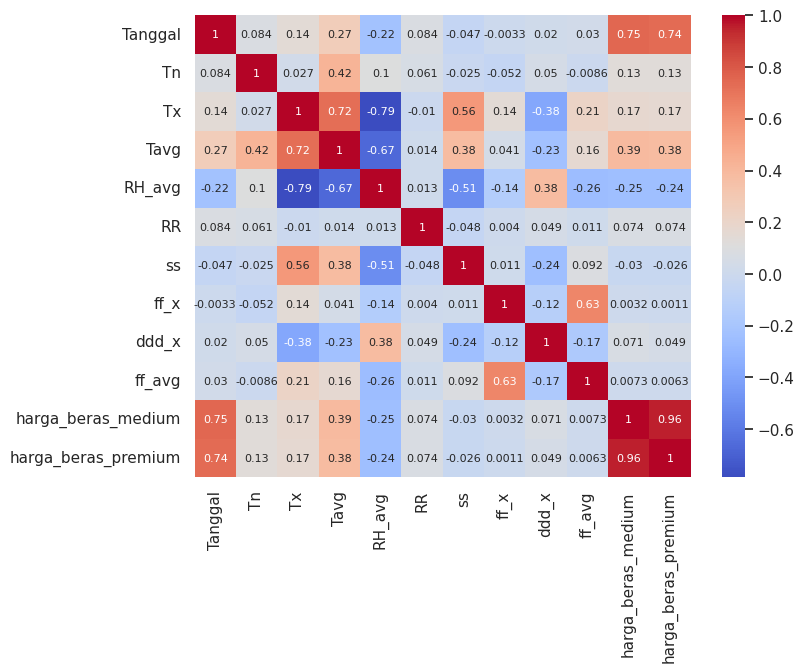 Tanggal 1 0.084 0.14 0.27 -0.22 0.084 -0.047 -0.0033 0.02 0.03 0.75 0.74
Tn 0.084 1 0.027 0.42 0.1 0.061 -0.025 -0.052 0.05 -0.0086 0.13 0.13
Tx 0.14 0.027 1 0.72 -0.79 -0.01 0.56 0.14 -0.38 0.21 0.17 0.17
Tavg 0.27 0.42 0.72 1 -0.67 0.014 0.38 0.041 -0.23 0.16 0.39 0.38
RH_avg -0.22 0.1 -0.79 -0.67 1 0.013 -0.51 -0.14 0.38 -0.26 -0.25 -0.24
RR 0.084 0.061 -0.01 0.014 0.013 1 -0.048 0.004 0.049 0.011 0.074 0.074
ss -0.047 -0.025 0.56 0.38 -0.51 -0.048 1 0.011 -0.24 0.092 -0.03 -0.026
ff_x -0.0033 -0.052 0.14 0.041 -0.14 0.004 0.011 1 -0.12 0.63 0.0032 0.0011
ddd_x 0.02 0.05 -0.38 -0.23 0.38 0.049 -0.24 -0.12 1 -0.17 0.071 0.049
ff_avg 0.03 -0.0086 0.21 0.16 -0.26 0.011 0.092 0.63 -0.17 1 0.0073 0.0063
harga_beras_medium 0.75 0.13 0.17 0.39 -0.25 0.074 -0.03 0.0032 0.071 0.0073 1 0.96
harga_beras_premium 0.74 0.13 0.17 0.38 -0.24 0.074 -0.026 0.0011 0.049 0.0063 0.96 1
Tanggal
Tn
Tx
Tavg
RH_avg
RR
ss
ff_x
ddd_x
ff_avg
harga_beras_medium
harga_beras_premium
1.0
0.8
0.6
0.4
0.2
0.0
−0.2
−0.4
−0.6